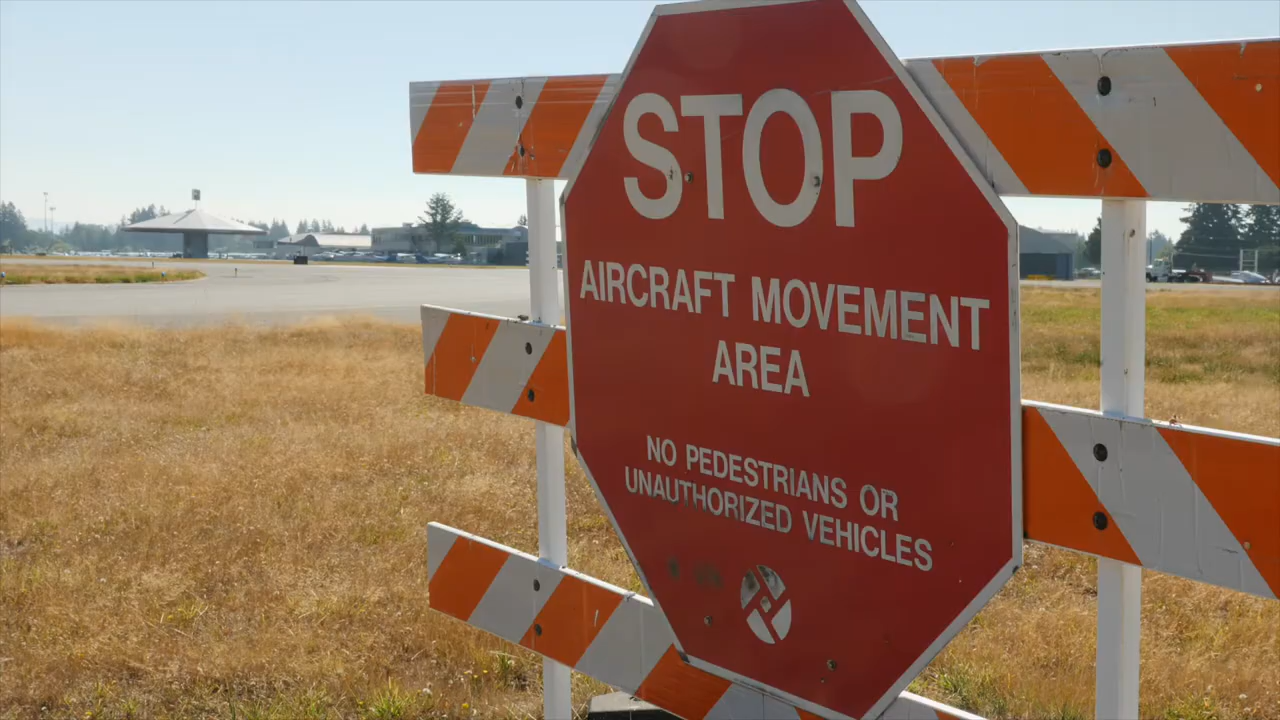 STOP
AIRCRAFT MOVEMENT
AREA
NO PEDESTRIANS OR
UNAUTHORIZED VEHICLES